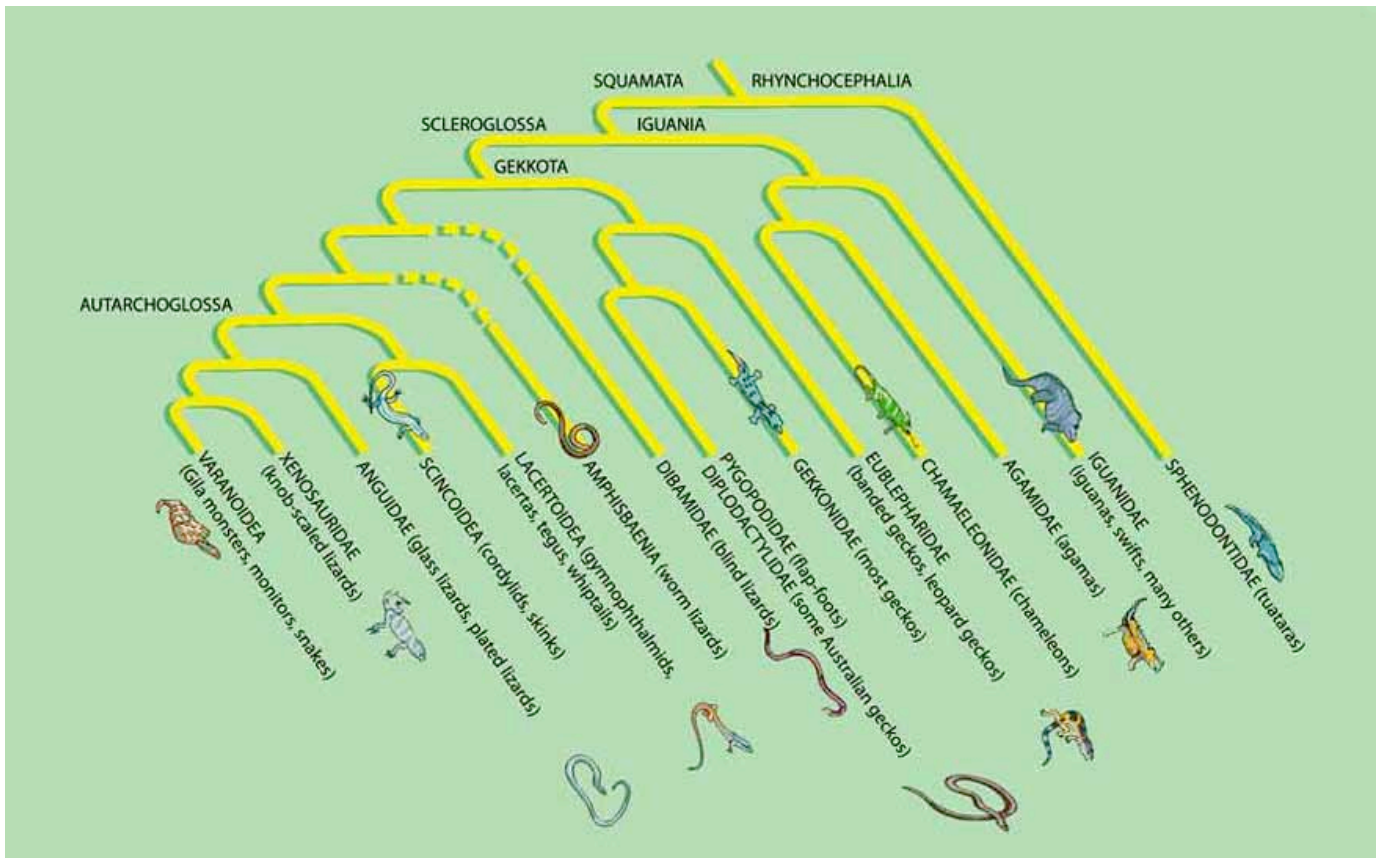 SQUAMATA
RHYNCHOCEPHALIA
SCLEROGLOSSA
IGUANIA
GEKKOTA
AUTARCHOGLOSSA
VARANOIDEA
(Gila monsters, monitors, snakes)
XENOSAURIDAE
(knob-scaled lizards)
ANGUIDAE (glass lizards, plated lizards)
SCINCOIDEA (cordylids, skinks)
LACERTOIDEA (gymnophthalmids,
lacertas, tegus, whiptails)
AMPHISBAENIA (worm lizards)
DIBAMIDAE (blind lizards)
PYGOPODIDAE (flap-foots)
DIPLODACTYLIDAE (some Australian geckos)
GEKKONIDAE (most geckos)
EUBLEPHARIDAE
(banded geckos, leopard geckos)
CHAMAELEONIDAE (chameleons)
AGAMIDAE (agamas)
IGUANIDAE
(iguanas, swifts, many others)
SPHENODONTIDAE (tuataras)